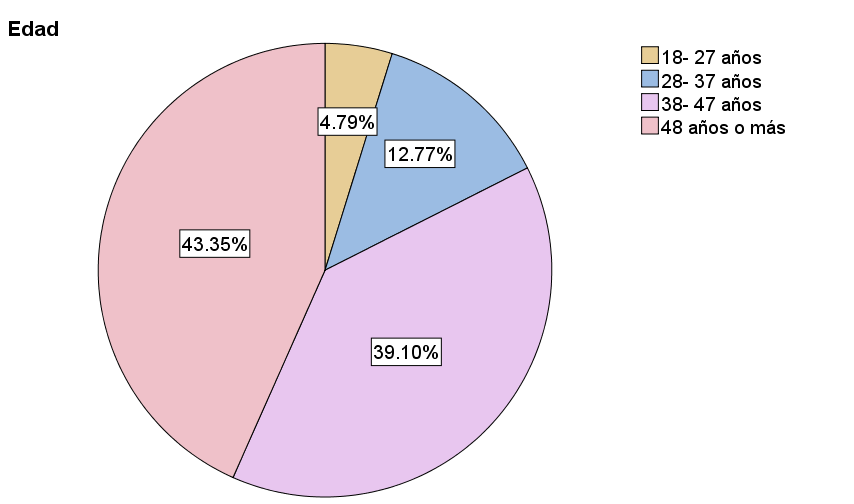 Edad
18- 27 años
28- 37 años
38- 47 años
48 años o más
4.79%
12.77%
43.35%
39.10%